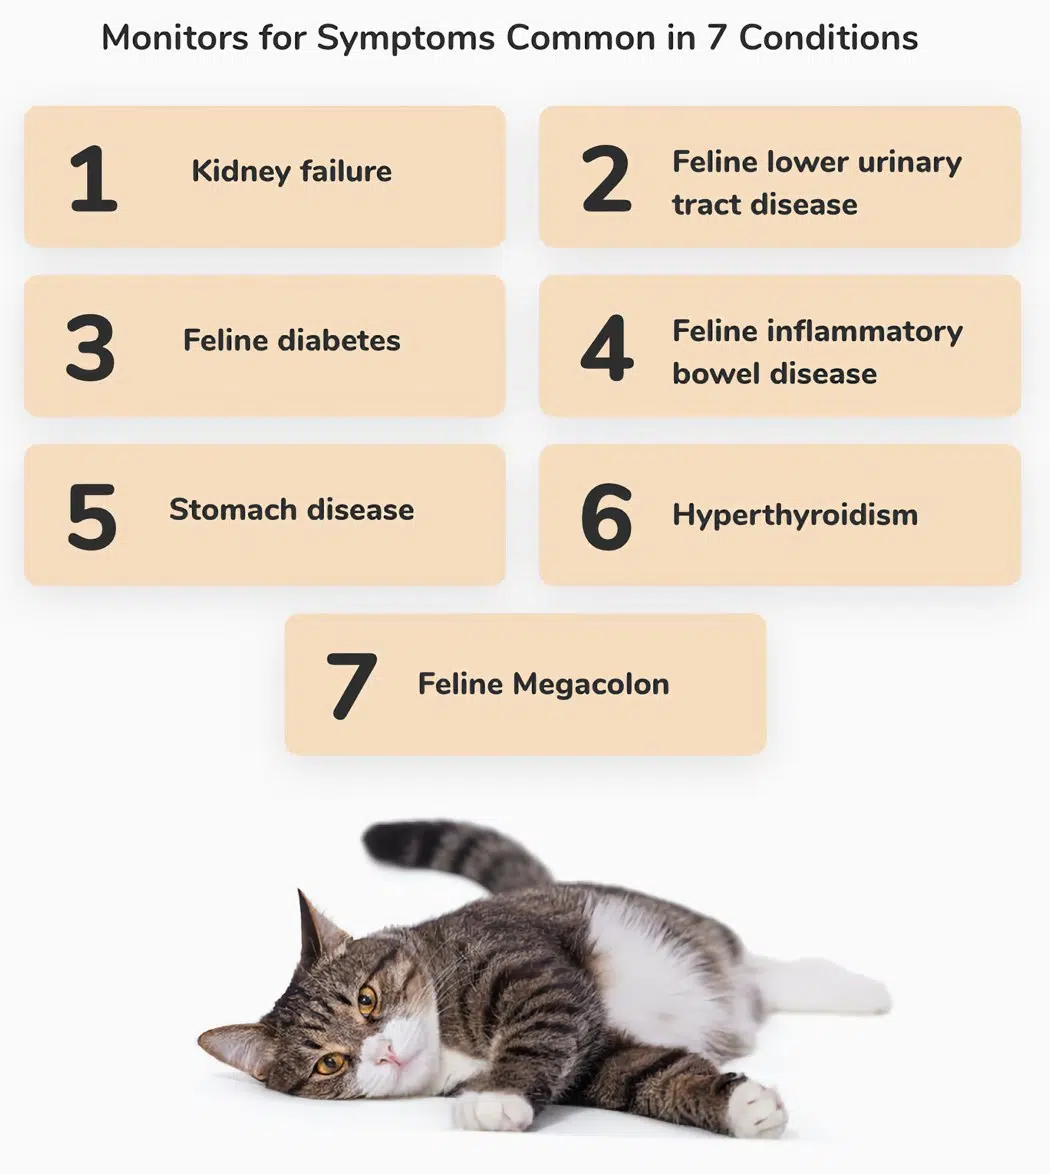 Monitors for Symptoms Common in 7 Conditions
1
Kidney failure
2
Feline lower urinary
tract disease
3
Feline diabetes
4
Feline inflammatory
bowel disease
5
Stomach disease
6
Hyperthyroidism
7
Feline Megacolon